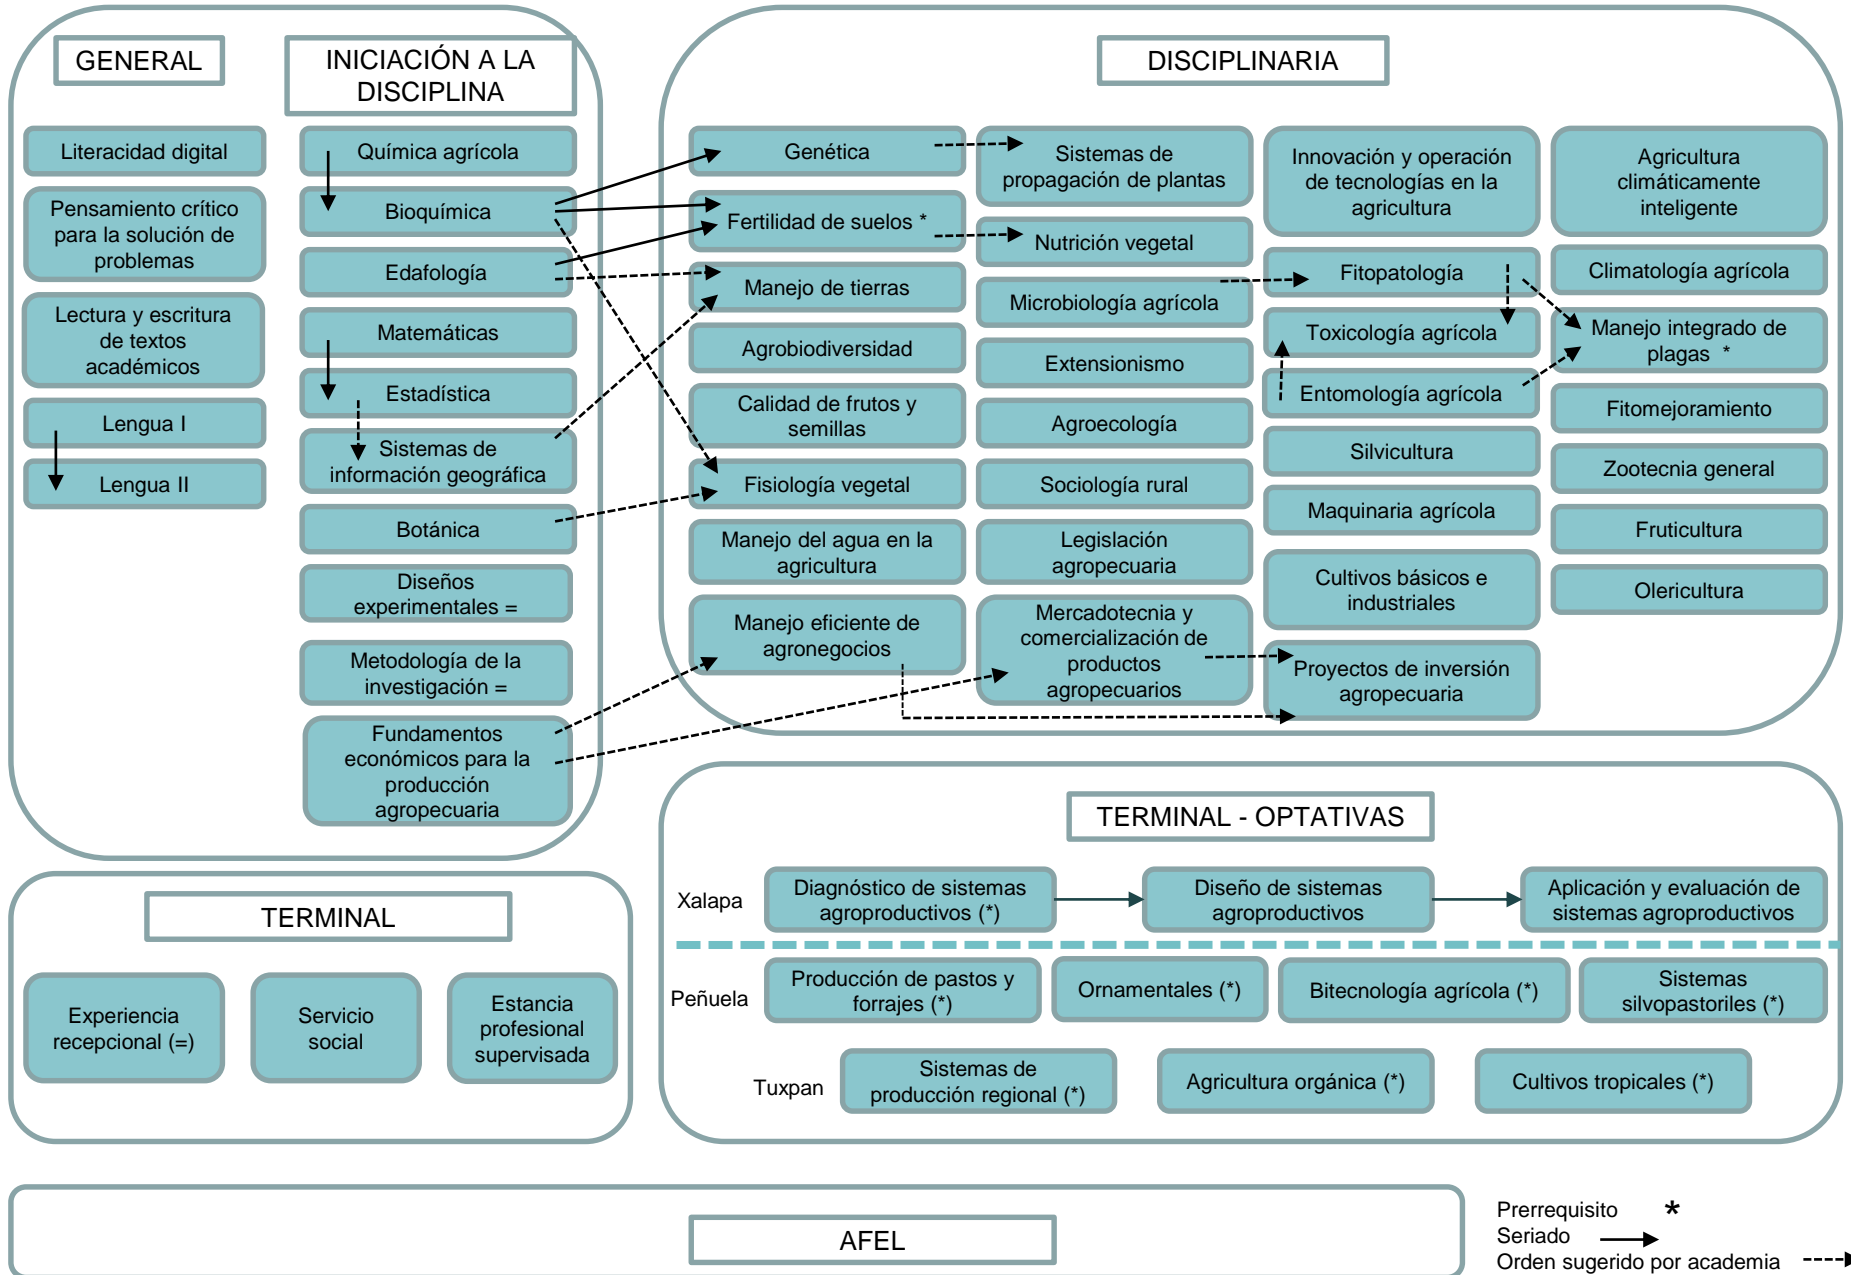 GENERAL
Literacidad digital
Pensamiento crítico
para la solución de
problemas
Lectura y escritura
de textos
académicos
Lengua I
Lengua II
INICIACIÓN A LA
DISCIPLINA
Química agrícola
Bioquímica
Edafología
Matemáticas
Estadística
Sistemas de
información geográfica
Botánica
Diseños
experimentales =
Metodología de la
investigación =
Fundamentos
económicos para la
producción
agropecuaria
DISCIPLINARIA
Genética
Fertilidad de suelos *
Manejo de tierras
Agrobiodiversidad
Calidad de frutos y
semillas
Fisiología vegetal
Manejo del agua en la
agricultura
Manejo eficiente de
agronegocios
Sistemas de
propagación de plantas
Nutrición vegetal
Microbiología agrícola
Extensionismo
Agroecología
Sociología rural
Legislación
agropecuaria
Mercadotecnia y
comercialización de
productos
agropecuarios
Innovación y operación
de tecnologías en la
agricultura
Fitopatología
Toxicología agrícola
Entomología agrícola
Silvicultura
Maquinaria agrícola
Cultivos básicos e
industriales
Proyectos de inversión
agropecuaria
Agricultura
climáticamente
inteligente
Climatología agrícola
Manejo integrado de
plagas *
Fitomejoramiento
Zootecnia general
Fruticultura
Olericultura
TERMINAL
Experiencia
recepcional (=)
Servicio
social
Estancia
profesional
supervisada
TERMINAL - OPTATIVAS
Xalapa
Diagnóstico de sistemas
agroproductivos (*)
Diseño de sistemas
agroproductivos
Aplicación y evaluación de
sistemas agroproductivos
Peñuela
Producción de pastos y
forrajes (*)
Ornamentales (*)
Bitecnología agrícola (*)
Sistemas
silvopastoriles (*)
Tuxpan
Sistemas de
producción regional (*)
Agricultura orgánica (*)
Cultivos tropicales (*)
AFEL
Prerrequisito *
Seriado
Orden sugerido por academia